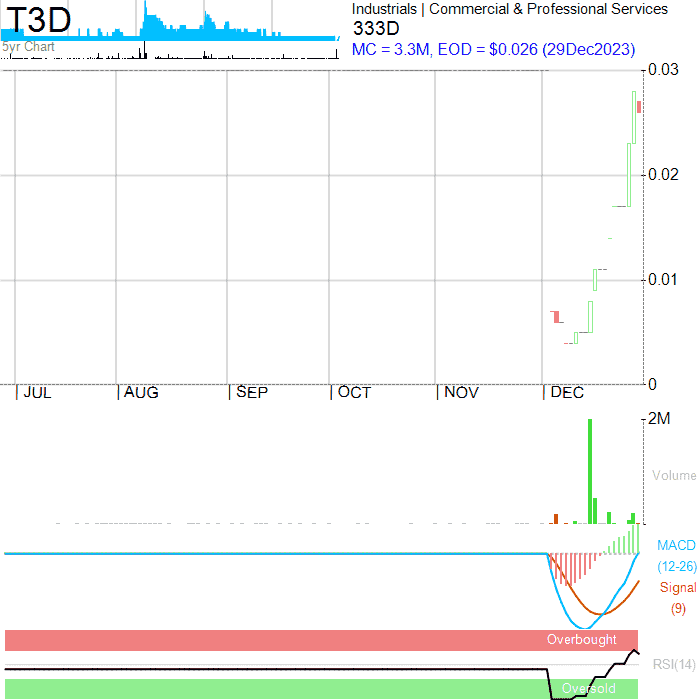 T3D
5yr Chart
Industrials | Commercial & Professional Services
333D
MC = 3.3M, EOD = $0.026 (29Dec2023)
0.03
0.02
0.01
0
JUL AUG SEP OCT NOV DEC
2M
Volume
MACD
(12-26)
Signal
(9)
Overbought
RSI(14)
Oversold